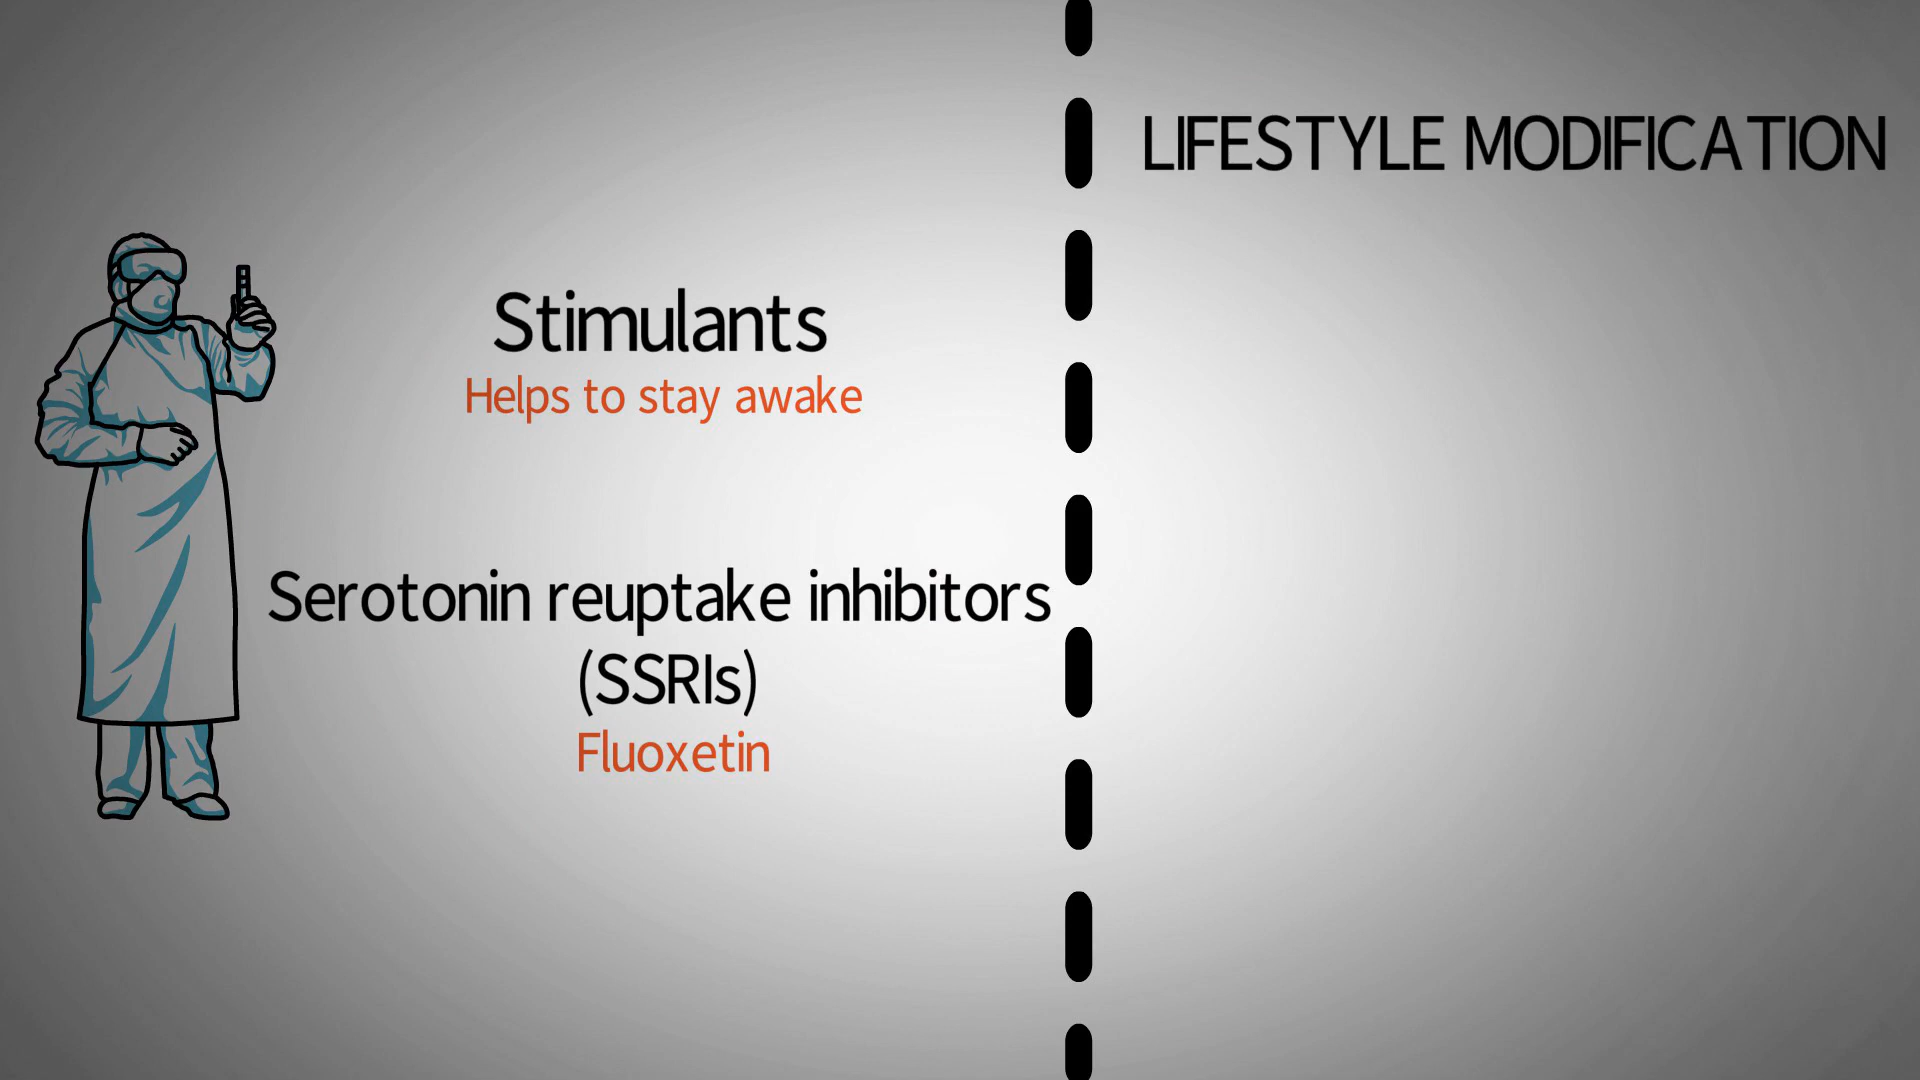 LIFESTYLE MODIFICATION
Stimulants
Helps to stay awake
Serotonin reuptake inhibitors
(SSRIs)
Fluoxetin